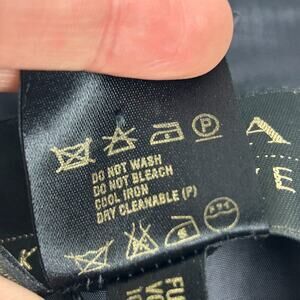 P
DO NOT WASH
DO NOT BLEACH
COOL IRON
DRY CLEANABLE (P)
A
E
K